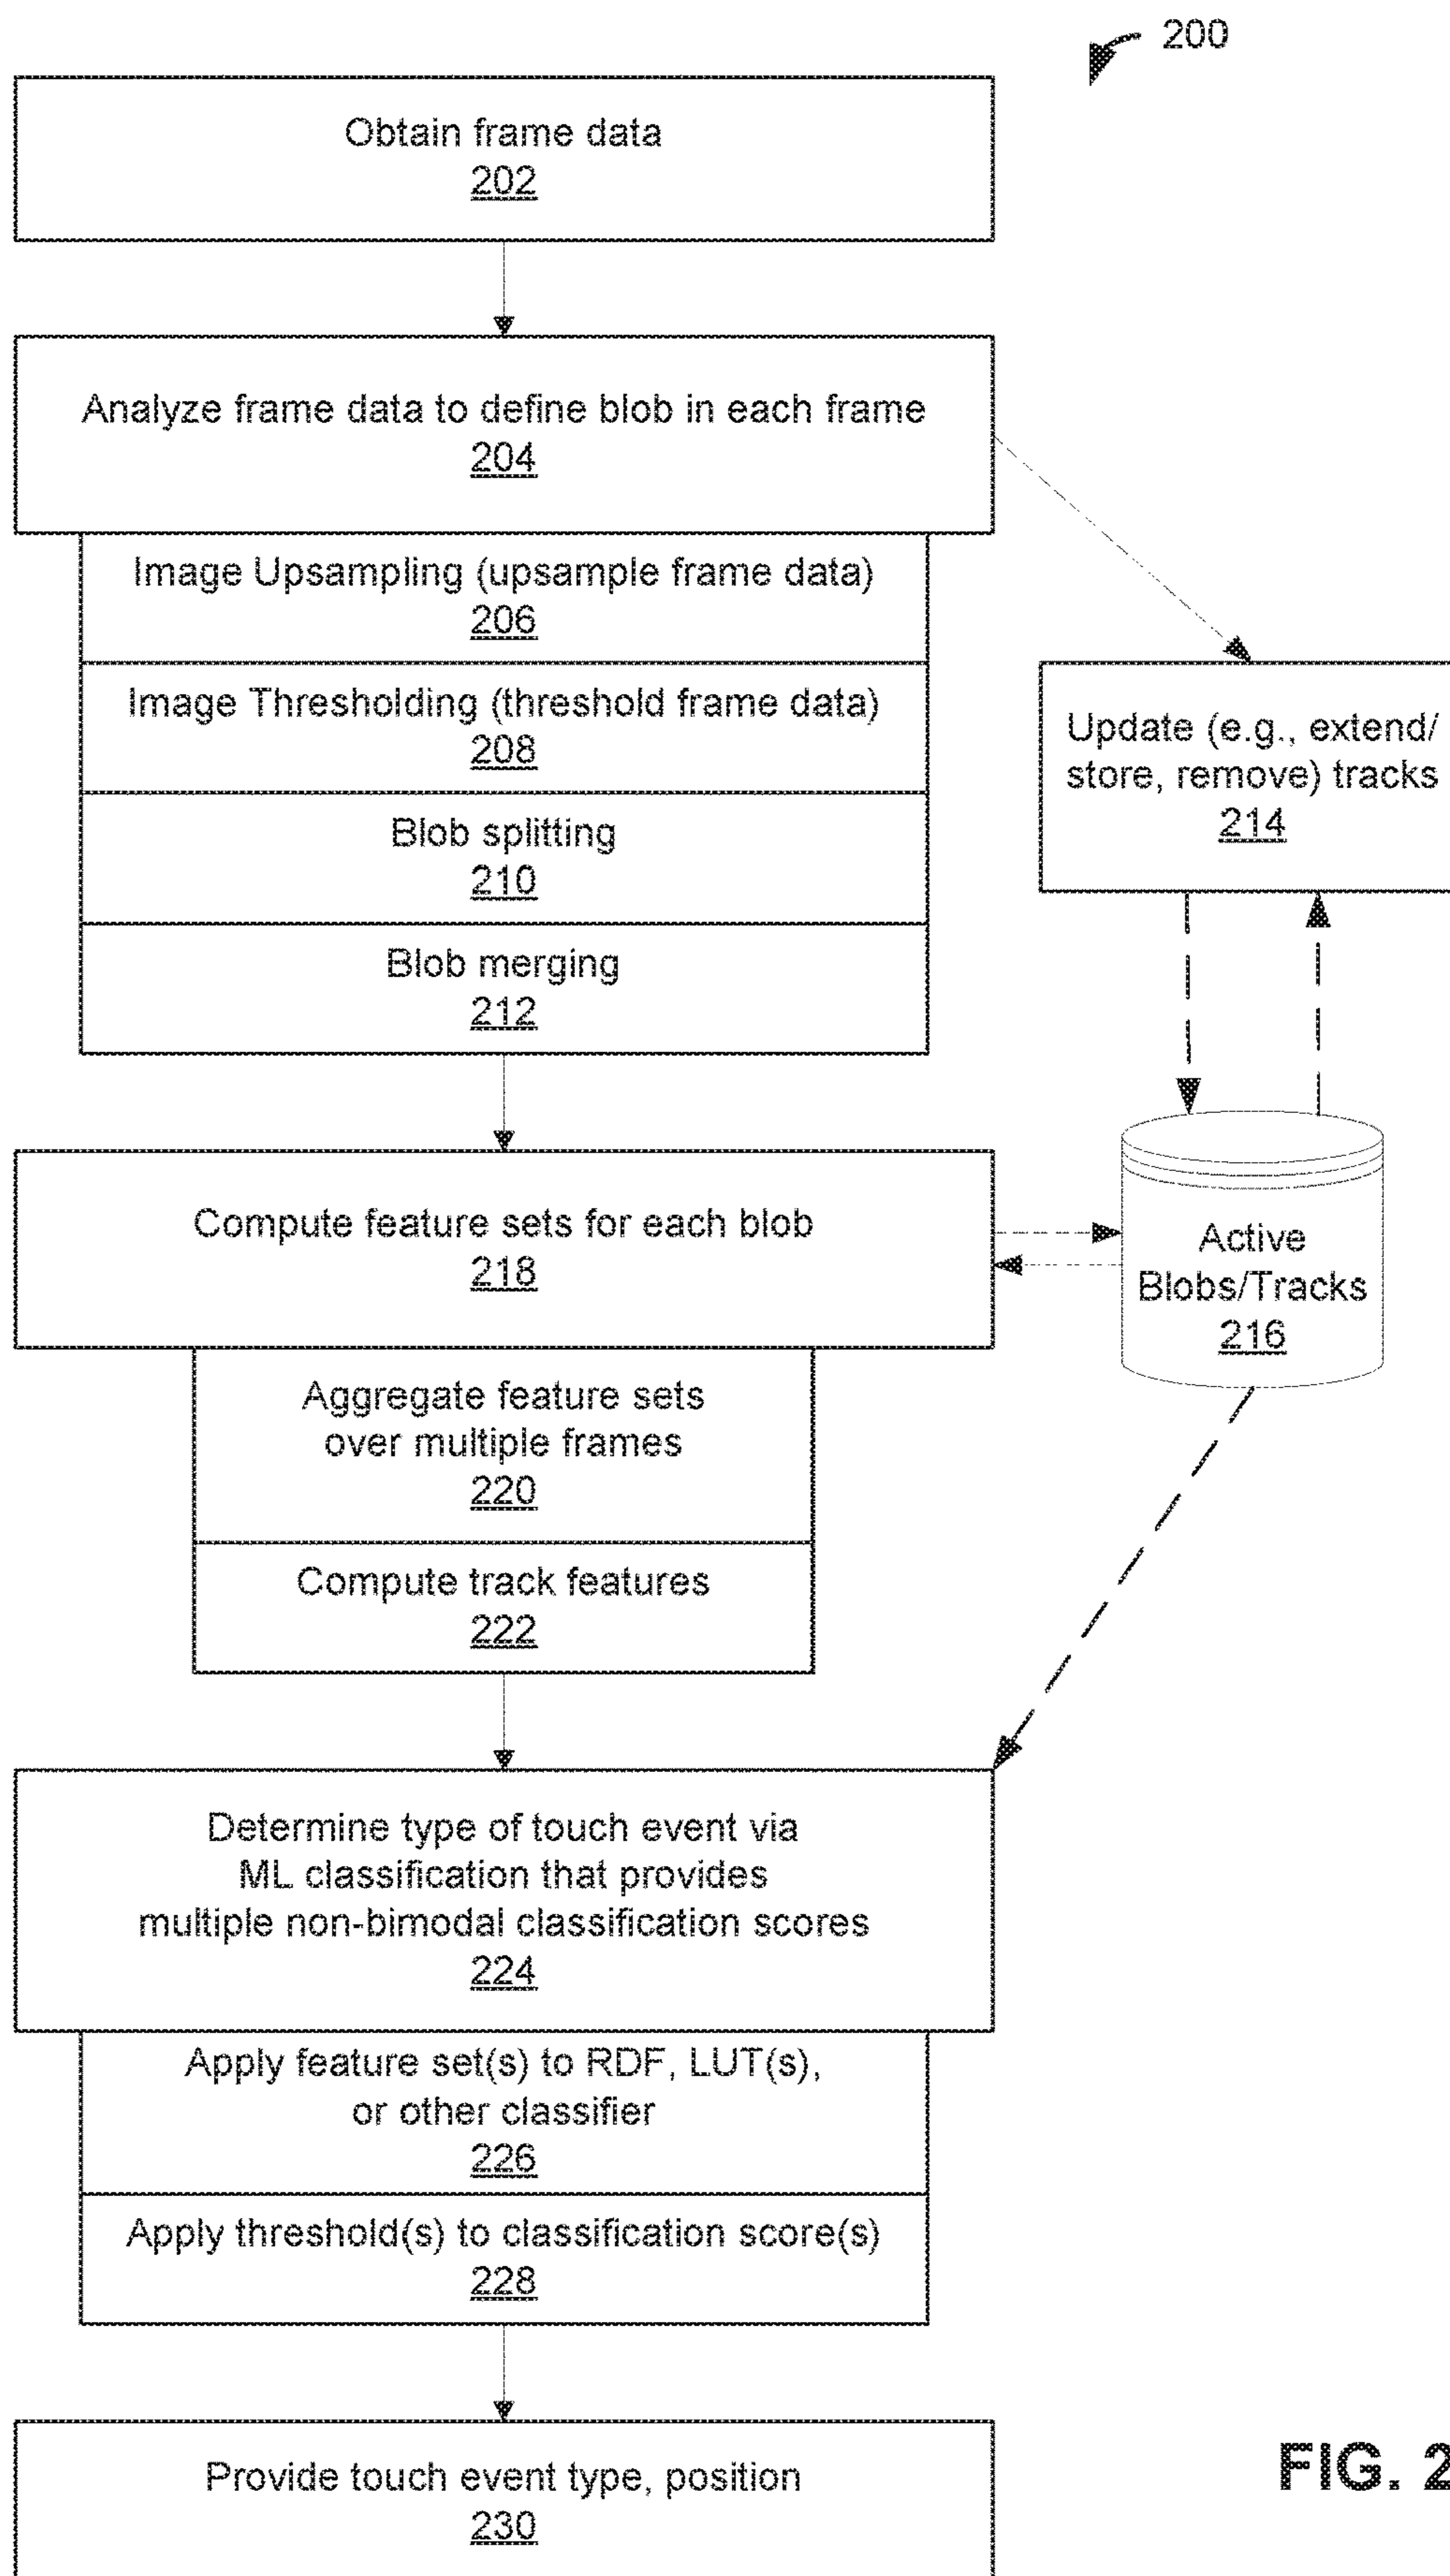 200
Obtain frame data
202
Analyze frame data to define blob in each frame
204
Image Upsampling (upsample frame data)
206
Image Thresholding (threshold frame data)
208
Blob splitting
210
Blob merging
212
Update (e.g., extend/
store, remove) tracks
214
Compute feature sets for each blob
218
Active
Blobs/Tracks
216
Aggregate feature sets
over multiple frames
220
Compute track features
222
Determine type of touch event via
ML classification that provides
multiple non-bimodal classification scores
224
Apply feature set(s) to RDF, LUT(s),
or other classifier
226
Apply threshold(s) to classification score(s)
228
Provide touch event type, position
230
FIG. 2